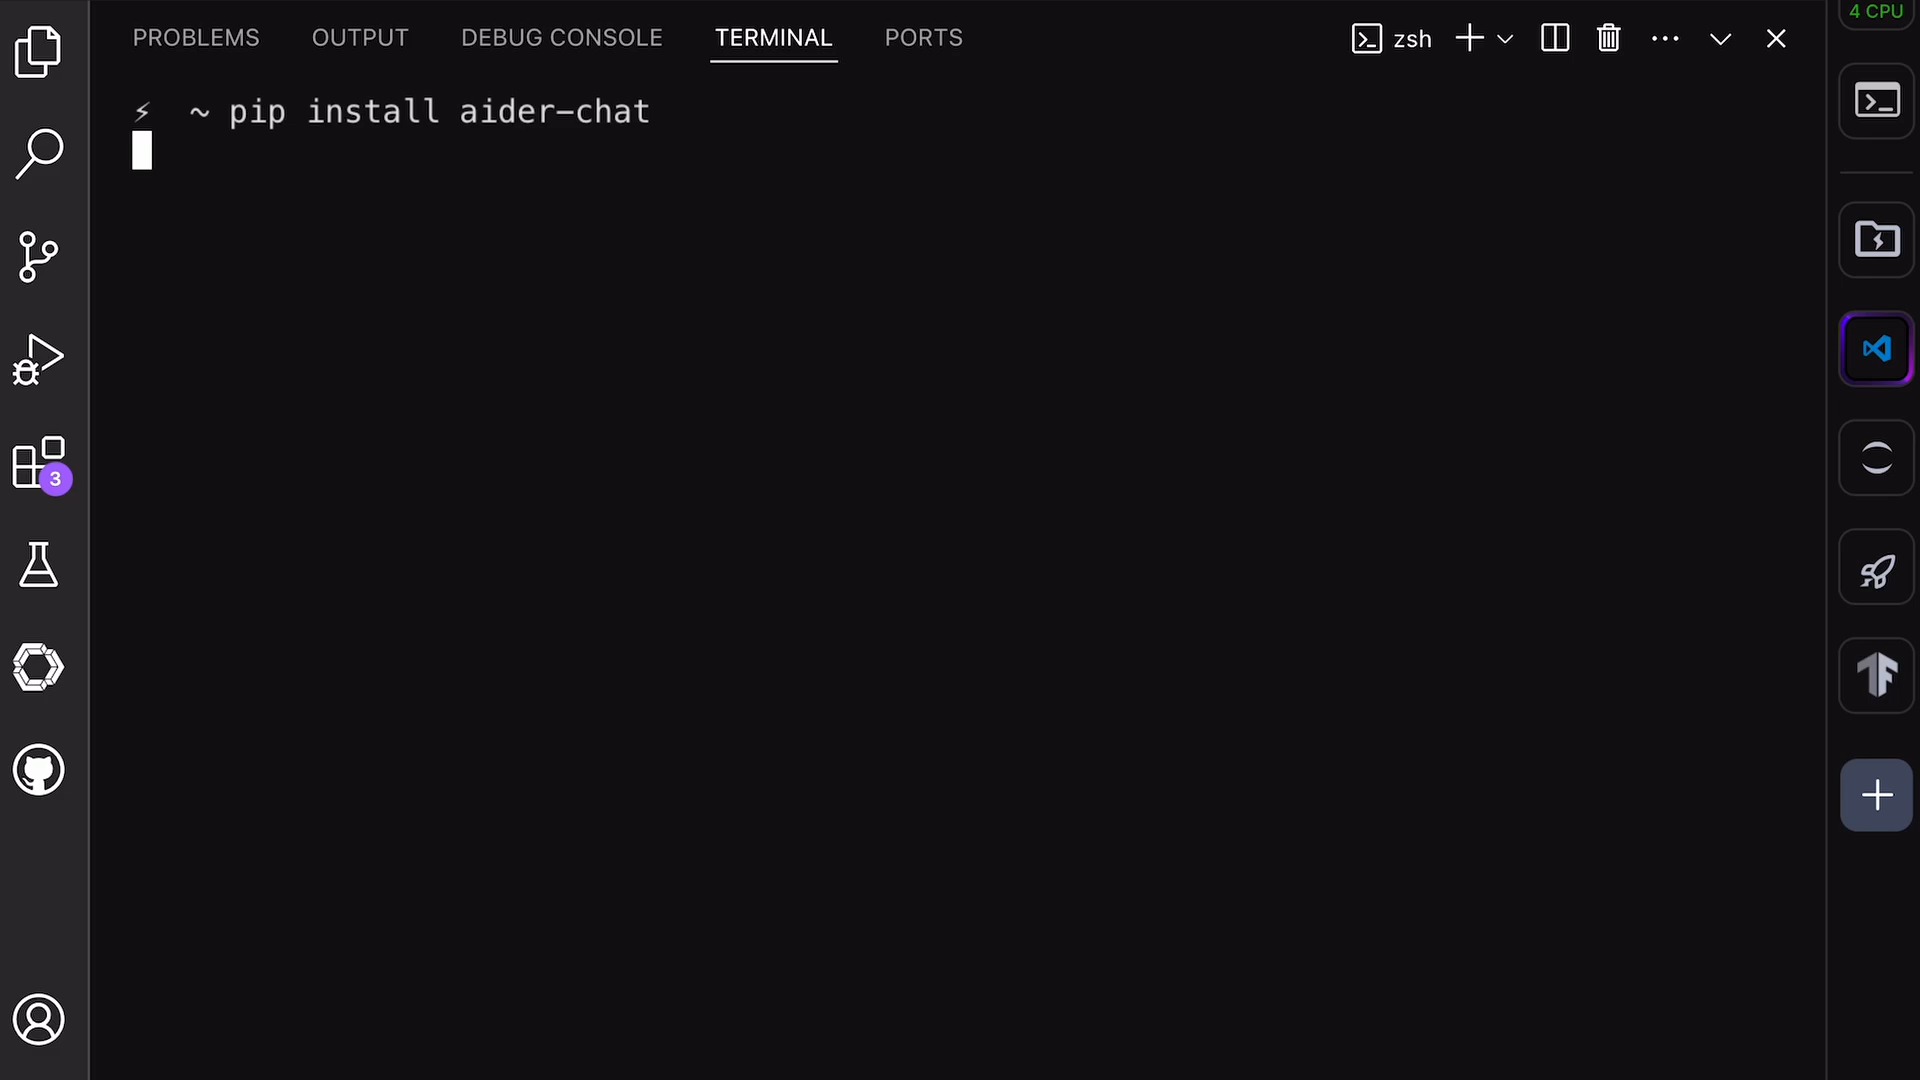 4 CPU
PROBLEMS OUTPUT DEBUG CONSOLE TERMINAL PORTS zsh
⚡ ~ pip install aider-chat
3